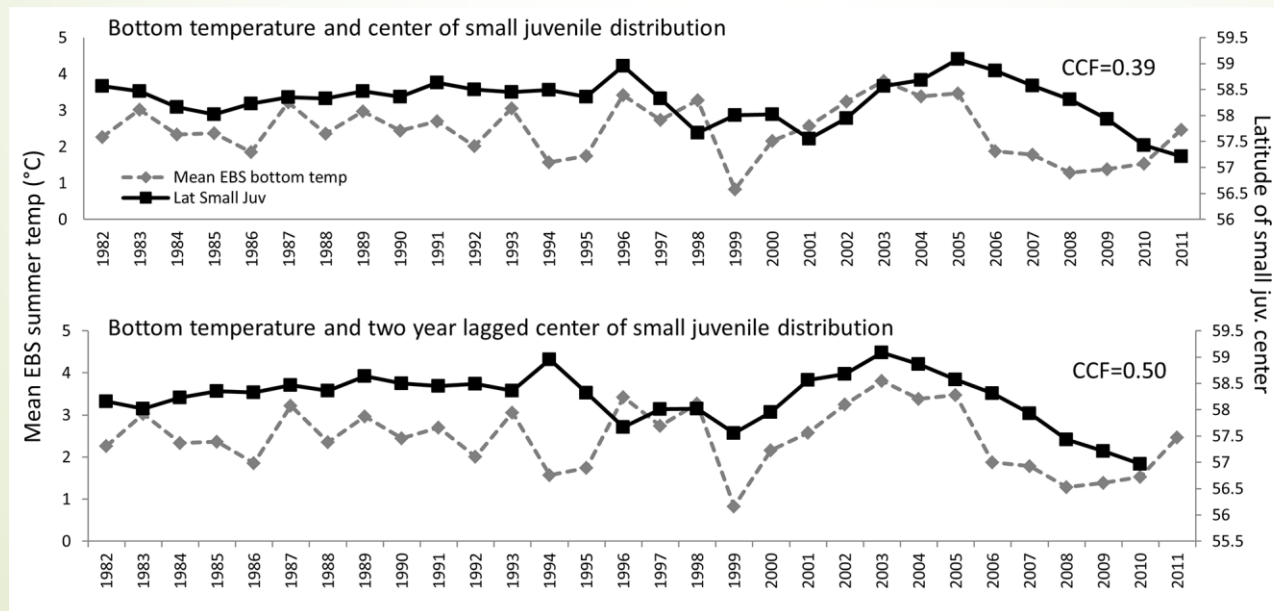 Bottom temperature and center of small juvenile distribution
5
4
3
2
1
0
59.5
59
58.5
58
57.5
57
56.5
56
CCF=0.39
Mean EBS bottom temp
Lat Small Juv
1982 1983 1984 1985 1986 1987 1988 1989 1990 1991 1992 1993 1994 1995 1996 1997 1998 1999 2000 2001 2002 2003 2004 2005 2006 2007 2008 2009 2010 2011
Mean EBS summer temp (°C)
Latitude of small juv. center
Bottom temperature and two year lagged center of small juvenile distribution
5
4
3
2
1
0
59.5
59
58.5
58
57.5
57
56.5
56
55.5
CCF=0.50
1982 1983 1984 1985 1986 1987 1988 1989 1990 1991 1992 1993 1994 1995 1996 1997 1998 1999 2000 2001 2002 2003 2004 2005 2006 2007 2008 2009 2010 2011